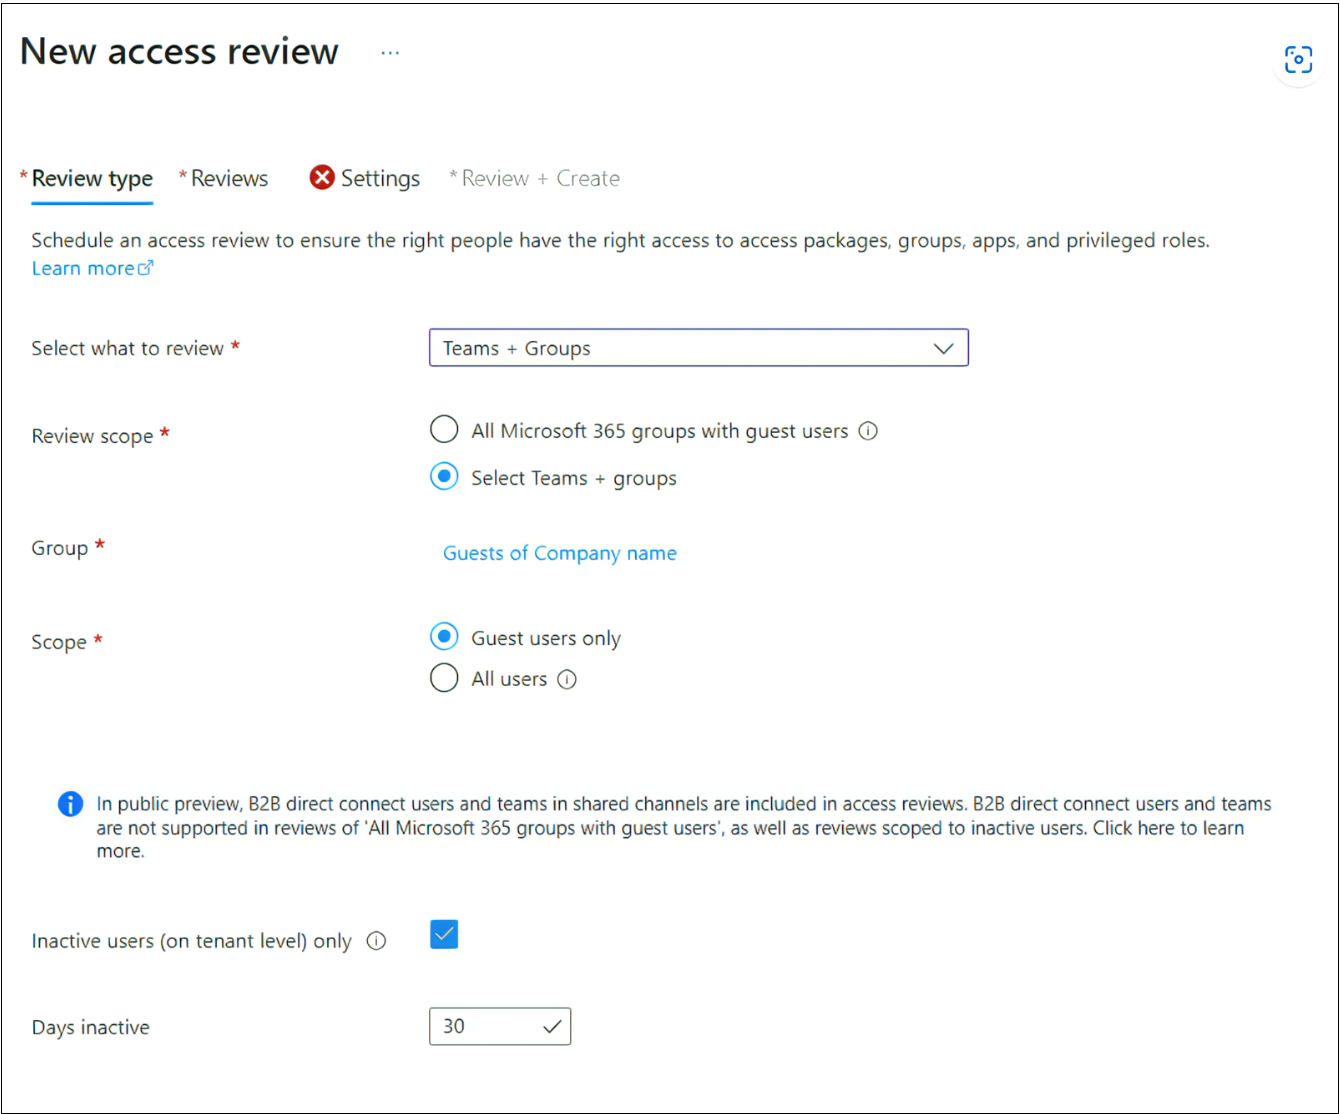 New access review ...
* Review type * Reviews Settings * Review + Create
Schedule an access review to ensure the right people have the right access to access packages, groups, apps, and privileged roles.
Learn more
Select what to review * Teams + Groups
Review scope * All Microsoft 365 groups with guest users
Select Teams + groups
Group * Guests of Company name
Scope * Guest users only
All users
In public preview, B2B direct connect users and teams in shared channels are included in access reviews. B2B direct connect users and teams
are not supported in reviews of 'All Microsoft 365 groups with guest users', as well as reviews scoped to inactive users. Click here to learn
more.
Inactive users (on tenant level) only
Days inactive 30